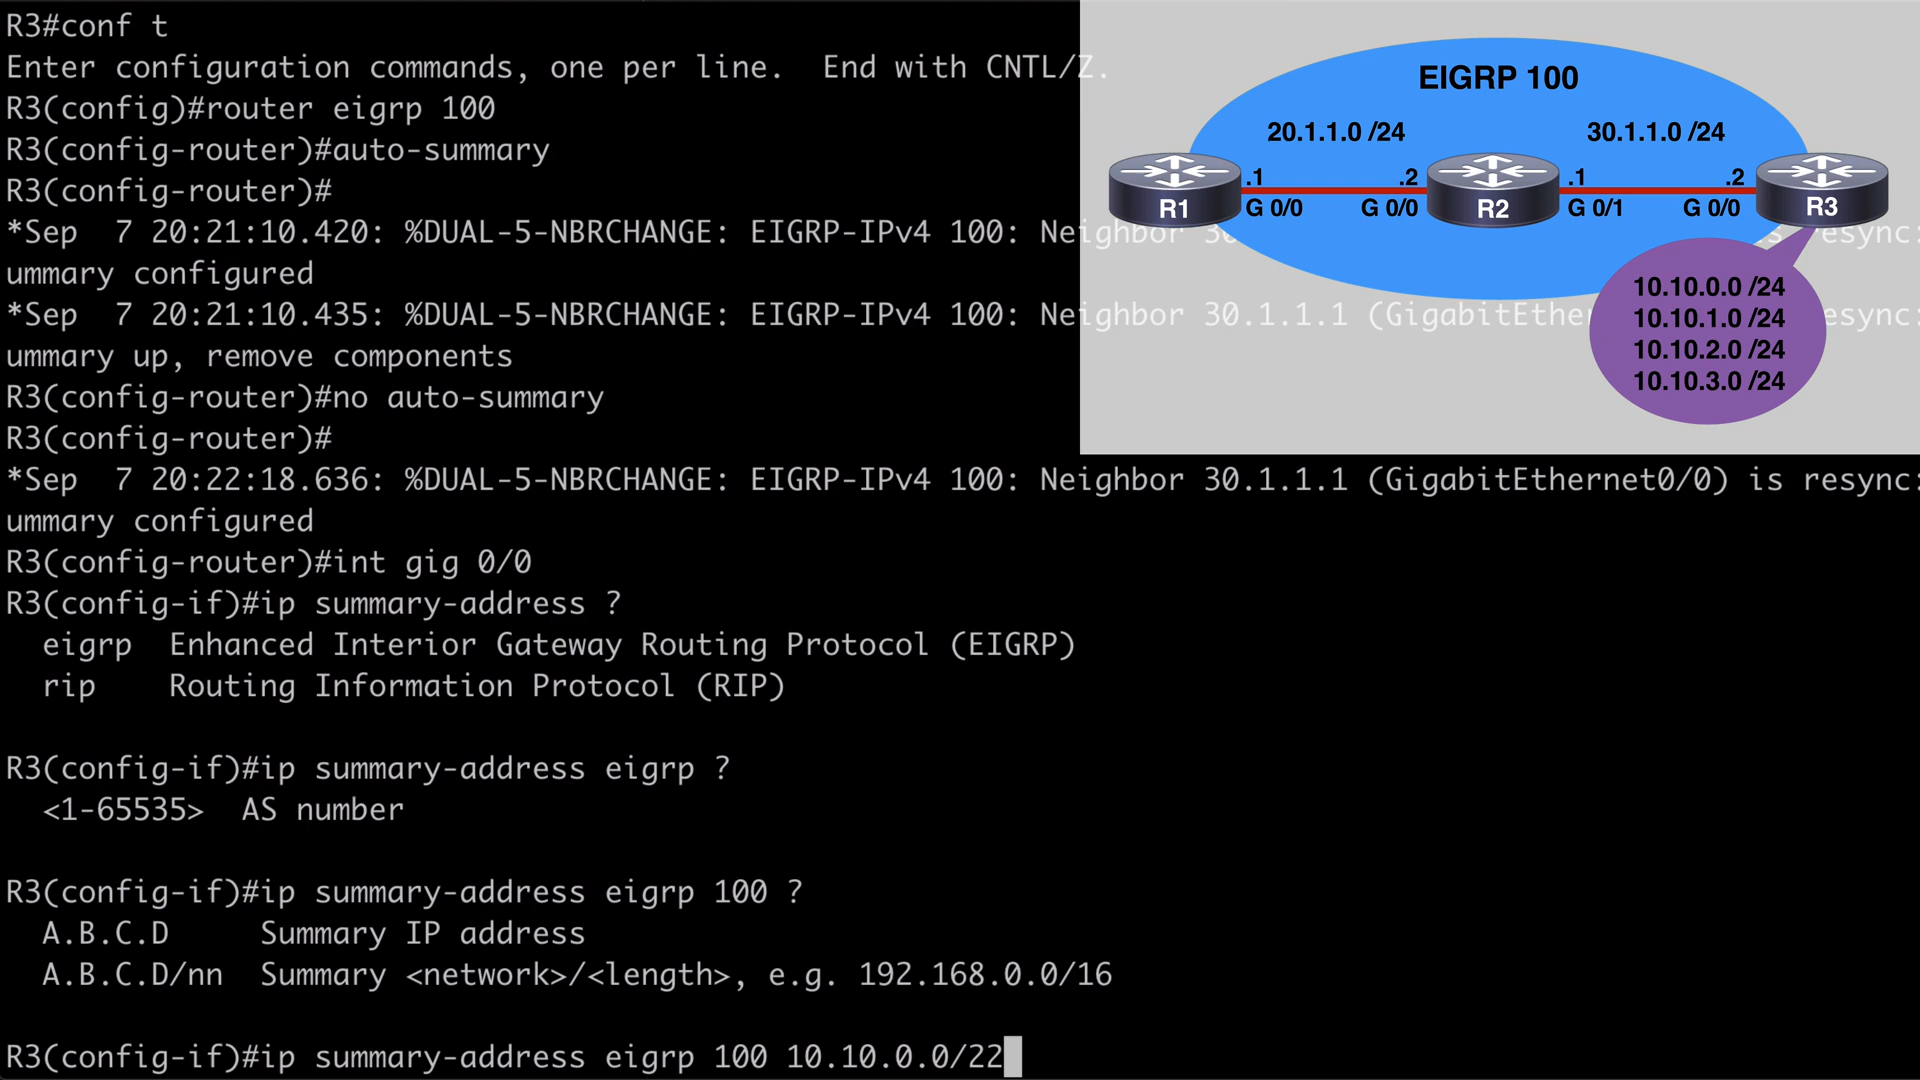 R3#conf t
Enter configuration commands, one per line.  End with CNTL/Z.
R3(config)#router eigrp 100
R3(config-router)#auto-summary
R3(config-router)#
*Sep  7 20:21:10.420: %DUAL-5-NBRCHANGE: EIGRP-IPv4 100: Neighbor 30 is resync:
ummary configured
*Sep  7 20:21:10.435: %DUAL-5-NBRCHANGE: EIGRP-IPv4 100: Neighbor 30.1.1.1 (GigabitEther esync:
ummary up, remove components
R3(config-router)#no auto-summary
R3(config-router)#
*Sep  7 20:22:18.636: %DUAL-5-NBRCHANGE: EIGRP-IPv4 100: Neighbor 30.1.1.1 (GigabitEthernet0/0) is resync:
ummary configured
R3(config-router)#int gig 0/0
R3(config-if)#ip summary-address ?
  eigrp  Enhanced Interior Gateway Routing Protocol (EIGRP)
  rip    Routing Information Protocol (RIP)
R3(config-if)#ip summary-address eigrp ?
  <1-65535>  AS number
R3(config-if)#ip summary-address eigrp 100 ?
  A.B.C.D     Summary IP address
  A.B.C.D/nn  Summary <network>/<length>, e.g. 192.168.0.0/16
R3(config-if)#ip summary-address eigrp 100 10.10.0.0/22
EIGRP 100
20.1.1.0 /24
30.1.1.0 /24
.1
.2
.1
.2
R1
G 0/0
G 0/0
R2
G 0/1
G 0/0
R3
10.10.0.0 /24
10.10.1.0 /24
10.10.2.0 /24
10.10.3.0 /24